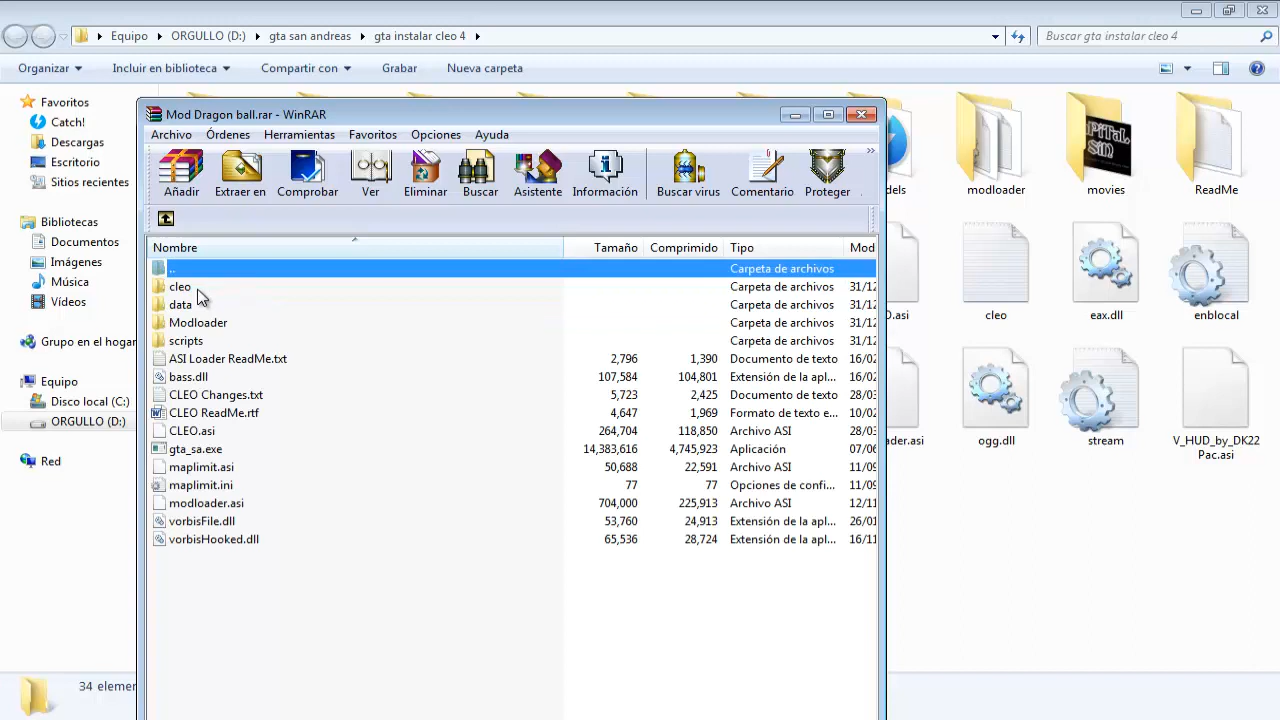 Equipo ORGULLO (D:) gta san andreas gta instalar cleo 4
Buscar gta instalar cleo 4
Organizar Incluir en biblioteca Compartir con Grabar Nueva carpeta
Favoritos
Catch!
Descargas
Escritorio
Sitios recientes
Bibliotecas
Documentos
Imágenes
Música
Vídeos
Grupo en el hogar
Equipo
Disco local (C:)
ORGULLO (D:)
Red
34 elemen
Mod Dragon ball.rar - WinRAR
Archivo Órdenes Herramientas Favoritos Opciones Ayuda
Añadir Extraer en Comprobar Ver Eliminar Buscar Asistente Información Buscar virus Comentario Proteger
Nombre Tamaño Comprimido Tipo Mod
.. Carpeta de archivos
cleo Carpeta de archivos 31/12
data Carpeta de archivos 31/12
Modloader Carpeta de archivos 31/12
scripts Carpeta de archivos 31/12
ASI Loader ReadMe.txt 2,796 1,390 Documento de texto 16/02
bass.dll 107,584 104,801 Extensión de la apl... 16/02
CLEO Changes.txt 5,723 2,425 Documento de texto 28/03
CLEO ReadMe.rtf 4,647 1,969 Formato de texto e... 10/02
CLEO.asi 264,704 118,850 Archivo ASI 28/03
gta_sa.exe 14,383,616 4,745,923 Aplicación 07/06
maplimit.asi 50,688 22,591 Archivo ASI 11/09
maplimit.ini 77 77 Opciones de confi... 11/09
modloader.asi 704,000 225,913 Archivo ASI 12/11
vorbisFile.dll 53,760 24,913 Extensión de la apl... 26/01
vorbisHooked.dll 65,536 28,724 Extensión de la apl... 16/11
dels modloader movies ReadMe
O.asi cleo eax.dll enblocal
ader.asi ogg.dll stream V_HUD_by_DK22
Pac.asi